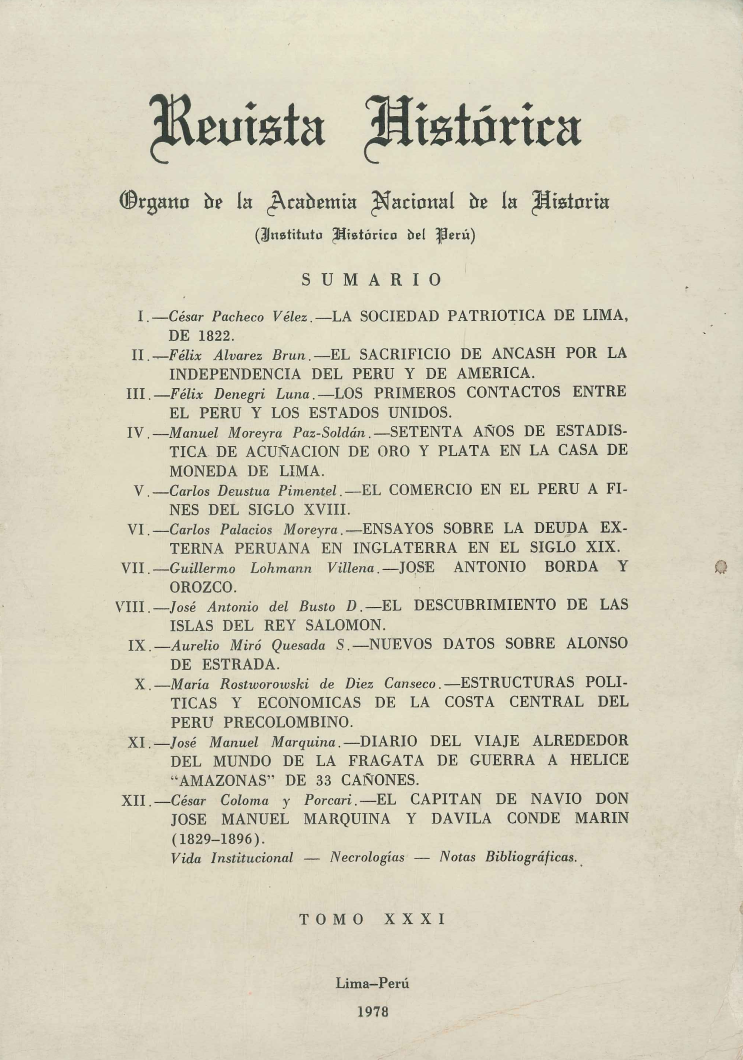 Revista Histórica
Organo de la Academia Nacional de la Historia
(Instituto Histórico del Perú)
SUMARIO
I.—César Pacheco Vélez.—LA SOCIEDAD PATRIOTICA DE LIMA,
DE 1822.
II.—Félix Alvarez Brun.—EL SACRIFICIO DE ANCASH POR LA
INDEPENDENCIA DEL PERU Y DE AMERICA.
III.—Félix Denegri Luna.—LOS PRIMEROS CONTACTOS ENTRE
EL PERU Y LOS ESTADOS UNIDOS.
IV.—Manuel Moreyra Paz-Soldán.—SETENTA AÑOS DE ESTADIS-
TICA DE ACUÑACION DE ORO Y PLATA EN LA CASA DE
MONEDA DE LIMA.
V.—Carlos Deustua Pimentel.—EL COMERCIO EN EL PERU A FI-
NES DEL SIGLO XVIII.
VI.—Carlos Palacios Moreyra.—ENSAYOS SOBRE LA DEUDA EX-
TERNA PERUANA EN INGLATERRA EN EL SIGLO XIX.
VII.—Guillermo Lohmann Villena.—JOSE ANTONIO BORDA Y
OROZCO.
VIII.—José Antonio del Busto D.—EL DESCUBRIMIENTO DE LAS
ISLAS DEL REY SALOMON.
IX.—Aurelio Miró Quesada S.—NUEVOS DATOS SOBRE ALONSO
DE ESTRADA.
X.—María Rostworowski de Diez Canseco.—ESTRUCTURAS POLI-
TICAS Y ECONOMICAS DE LA COSTA CENTRAL DEL
PERU PRECOLOMBINO.
XI.—José Manuel Marquina.—DIARIO DEL VIAJE ALREDEDOR
DEL MUNDO DE LA FRAGATA DE GUERRA A HELICE
“AMAZONAS” DE 33 CAÑONES.
XII.—César Coloma y Porcari.—EL CAPITAN DE NAVIO DON
JOSE MANUEL MARQUINA Y DAVILA CONDE MARIN
(1829–1896).
Vida Institucional — Necrologías — Notas Bibliográficas.
TOMO XXXI
Lima–Perú
1978